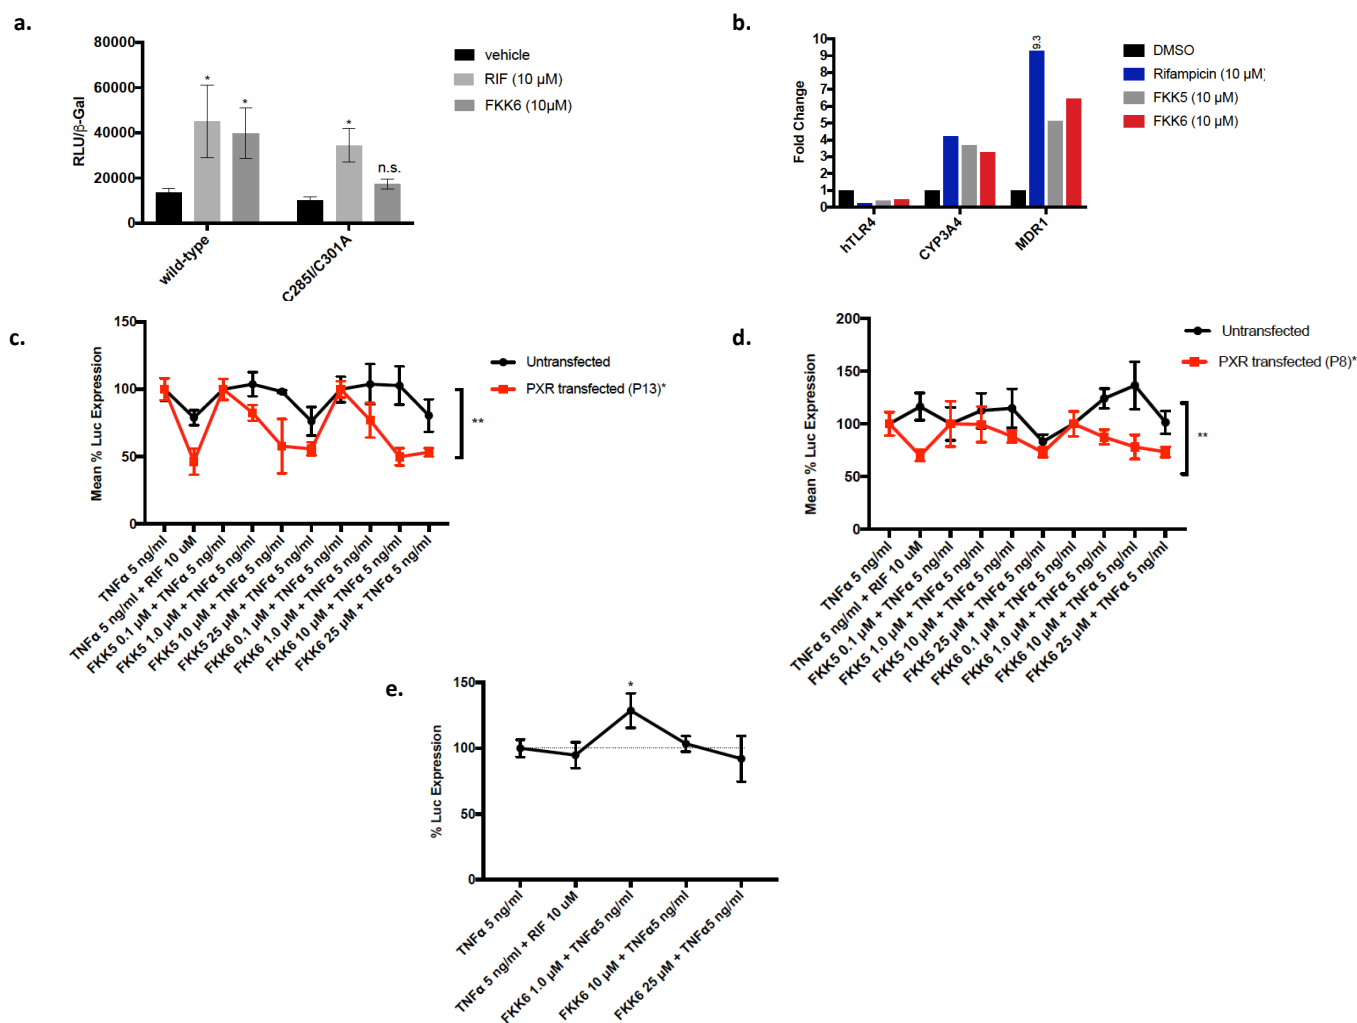 a.
80000
60000
40000
20000
0
RLU/β-Gal
*
*
*
n.s.
wild-type
C285I/C301A
vehicle
RIF (10 µM)
FKK6 (10µM)
b.
10
9
8
7
6
5
4
3
2
1
0
Fold Change
9.3
hTLR4
CYP3A4
MDR1
DMSO
Rifampicin (10 µM)
FKK5 (10 µM)
FKK6 (10 µM)
c.
150
100
50
0
Mean % Luc Expression
Untransfected
PXR transfected (P13)*
**
TNFα 5 ng/ml
TNFα 5 ng/ml + RIF 10 uM
FKK5 0.1 µM + TNFα 5 ng/ml
FKK5 1.0 µM + TNFα 5 ng/ml
FKK5 10 µM + TNFα 5 ng/ml
FKK5 25 µM + TNFα 5 ng/ml
FKK6 0.1 µM + TNFα 5 ng/ml
FKK6 1.0 µM + TNFα 5 ng/ml
FKK6 10 µM + TNFα 5 ng/ml
FKK6 25 µM + TNFα 5 ng/ml
d.
200
150
100
50
0
Mean % Luc Expression
Untransfected
PXR transfected (P8)*
**
TNFα 5 ng/ml
TNFα 5 ng/ml + RIF 10 uM
FKK5 0.1 µM + TNFα 5 ng/ml
FKK5 1.0 µM + TNFα 5 ng/ml
FKK5 10 µM + TNFα 5 ng/ml
FKK5 25 µM + TNFα 5 ng/ml
FKK6 0.1 µM + TNFα 5 ng/ml
FKK6 1.0 µM + TNFα 5 ng/ml
FKK6 10 µM + TNFα 5 ng/ml
FKK6 25 µM + TNFα 5 ng/ml
e.
150
100
50
0
% Luc Expression
*
TNFα 5 ng/ml
TNFα 5 ng/ml + RIF 10 uM
FKK6 1.0 µM + TNFα5 ng/ml
FKK6 10 µM + TNFα5 ng/ml
FKK6 25 µM + TNFα5 ng/ml